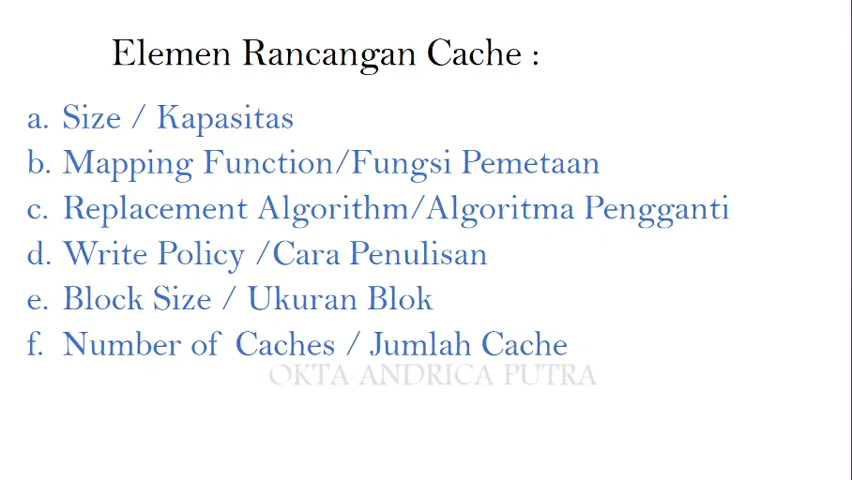 Elemen Rancangan Cache :
a. Size / Kapasitas
b. Mapping Function/Fungsi Pemetaan
c. Replacement Algorithm/Algoritma Pengganti
d. Write Policy /Cara Penulisan
e. Block Size / Ukuran Blok
f. Number of Caches / Jumlah Cache
OKTA ANDRICA PUTRA